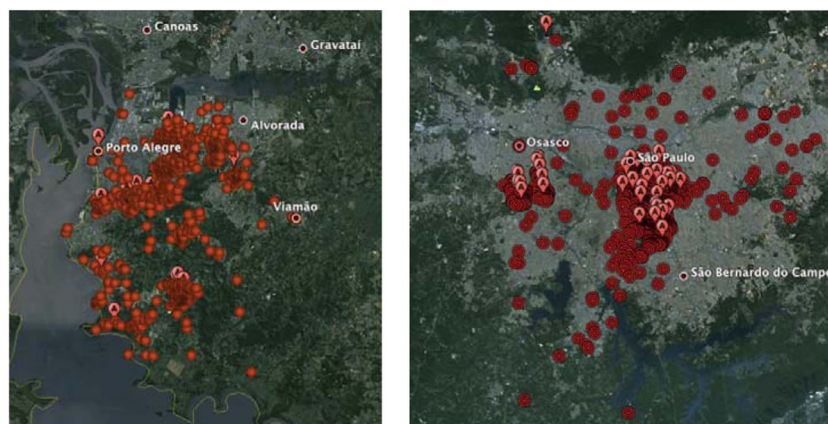 Canoas
Gravataí
Alvorada
Porto Alegre
Viamão
Osasco
São Paulo
São Bernardo do Campo